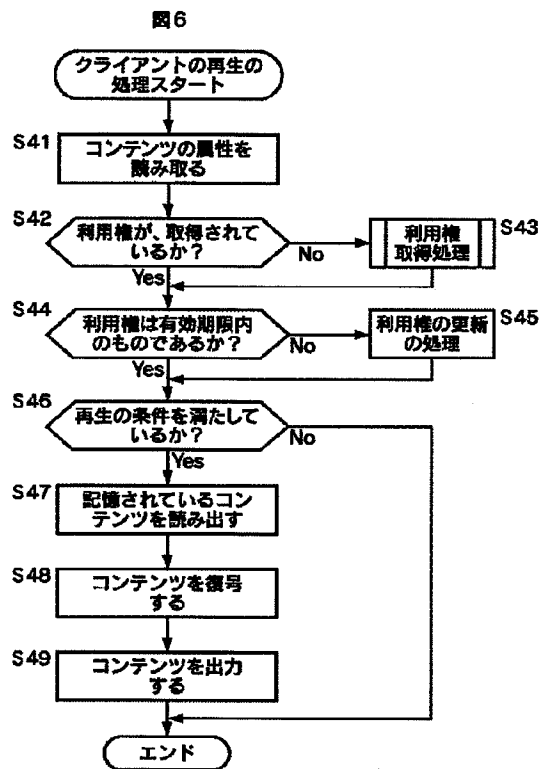 図6
クライアントの再生の
処理スタート
S41
コンテンツの属性を
読み取る
S42
利用権が、取得されて
いるか？
No
利用権
取得処理
S43
Yes
S44
利用権は有効期限内
のものであるか？
No
利用権の更新
の処理
S45
Yes
S46
再生の条件を満たして
いるか？
No
Yes
S47
記憶されているコン
テンツを読み出す
S48
コンテンツを復号
する
S49
コンテンツを出力
する
エンド